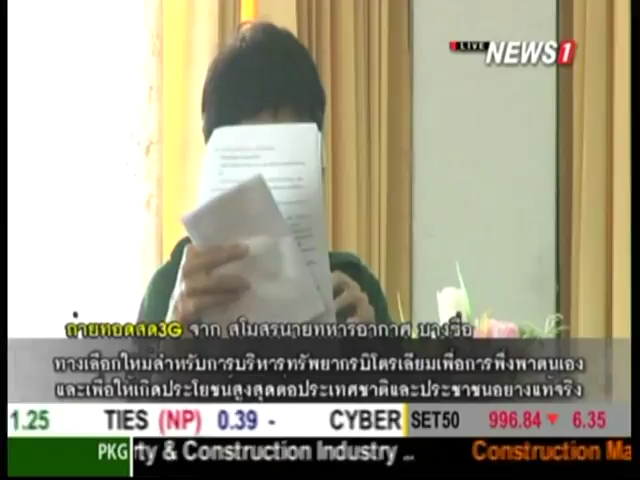 LIVE NEWS1
ถ่ายทอดสด3G จาก สโมสรนายทหารอากาศ บางซื่อ
ทางเลือกใหม่สำหรับการบริหารทรัพยากรปิโตรเลียมเพื่อการพึ่งพาตนเอง
และเพื่อให้เกิดประโยชน์สูงสุดต่อประเทศชาติและประชาชนอย่างแท้จริง
1.25 TIES (NP) 0.39 - CYBER SET50 996.84 ▼ 6.35
PKG ty & Construction Industry ... Construction Ma